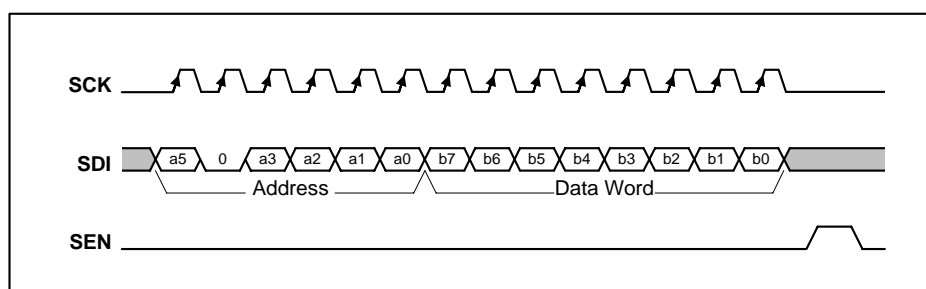 SCK
SDI a5 0 a3 a2 a1 a0 b7 b6 b5 b4 b3 b2 b1 b0
Address Data Word
SEN